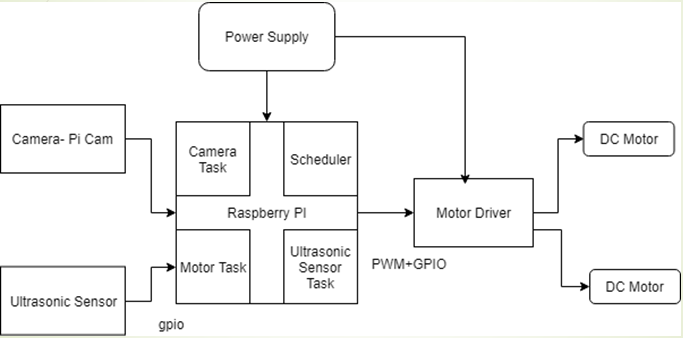 Power Supply
Camera- Pi Cam
Camera
Task
Scheduler
DC Motor
Raspberry PI
Motor Driver
Ultrasonic Sensor
Motor Task
Ultrasonic
Sensor
Task
PWM+GPIO
DC Motor
gpio